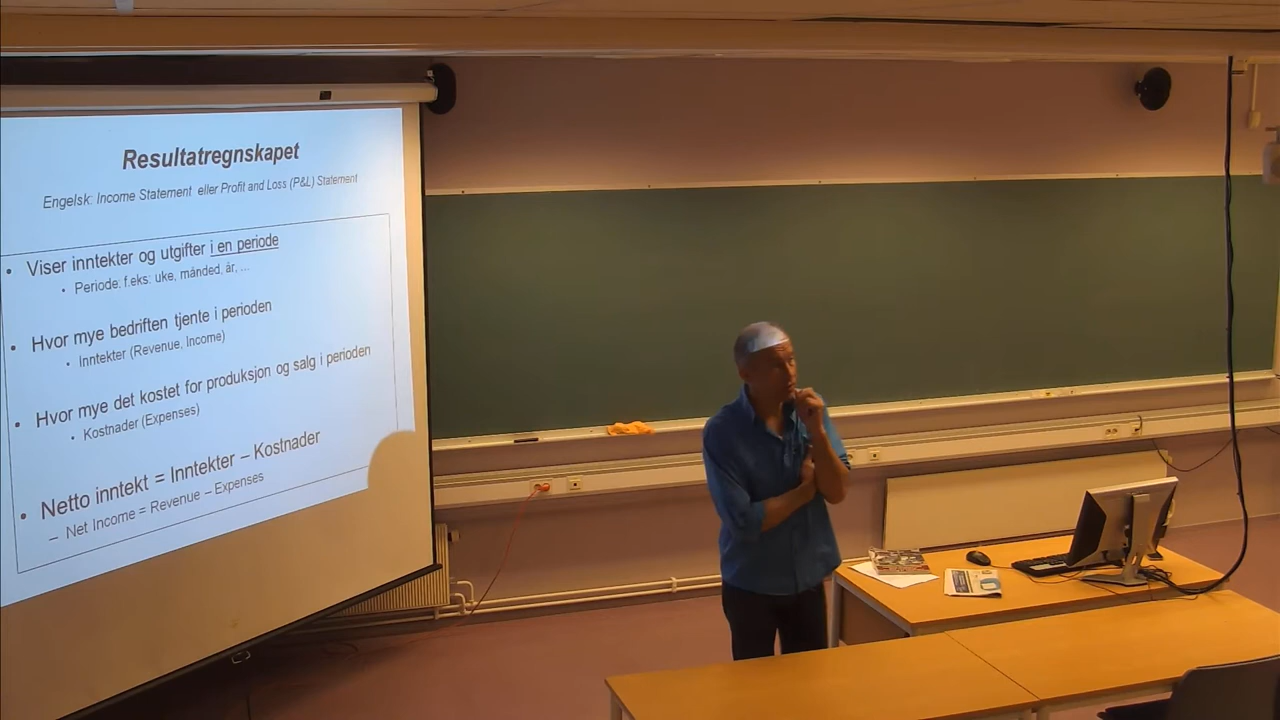 Resultatregnskapet
Engelsk: Income Statement eller Profit and Loss (P&L) Statement
• Viser inntekter og utgifter i en periode
• Periode; f.eks: uke, månded, år, ...
• Hvor mye bedriften tjente i perioden
• Inntekter (Revenue, Income)
• Hvor mye det kostet for produksjon og salg i perioden
• Kostnader (Expenses)
• Netto inntekt = Inntekter – Kostnader
– Net Income = Revenue – Expenses